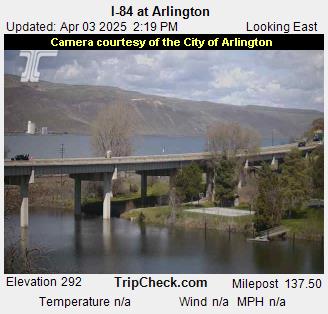 I-84 at Arlington
Updated: Apr 03 2025 2:19 PM Looking East
Camera courtesy of the City of Arlington
Elevation 292 TripCheck.com Milepost 137.50
Temperature n/a Wind n/a MPH n/a